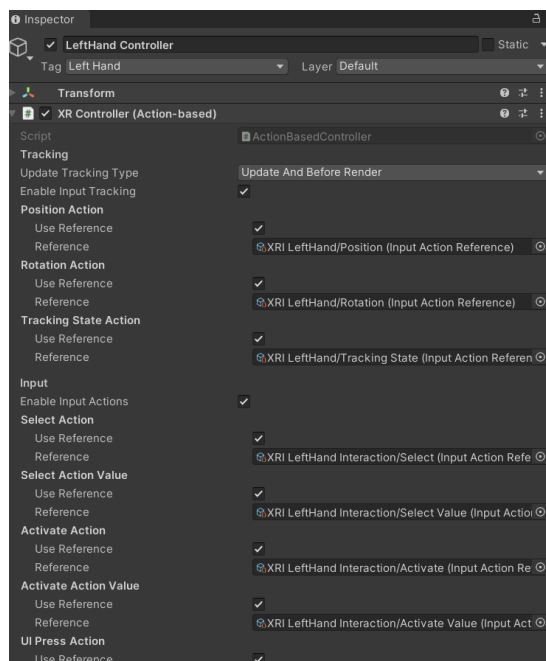 Inspector
LeftHand Controller Static
Tag Left Hand Layer Default
Transform
XR Controller (Action-based)
Script ActionBasedController
Tracking
Update Tracking Type Update And Before Render
Enable Input Tracking
Position Action
Use Reference
Reference XRI LeftHand/Position (Input Action Reference)
Rotation Action
Use Reference
Reference XRI LeftHand/Rotation (Input Action Reference)
Tracking State Action
Use Reference
Reference XRI LeftHand/Tracking State (Input Action Referen
Input
Enable Input Actions
Select Action
Use Reference
Reference XRI LeftHand Interaction/Select (Input Action Refe
Select Action Value
Use Reference
Reference XRI LeftHand Interaction/Select Value (Input Action
Activate Action
Use Reference
Reference XRI LeftHand Interaction/Activate (Input Action Re
Activate Action Value
Use Reference
Reference XRI LeftHand Interaction/Activate Value (Input Act
UI Press Action
Use Reference